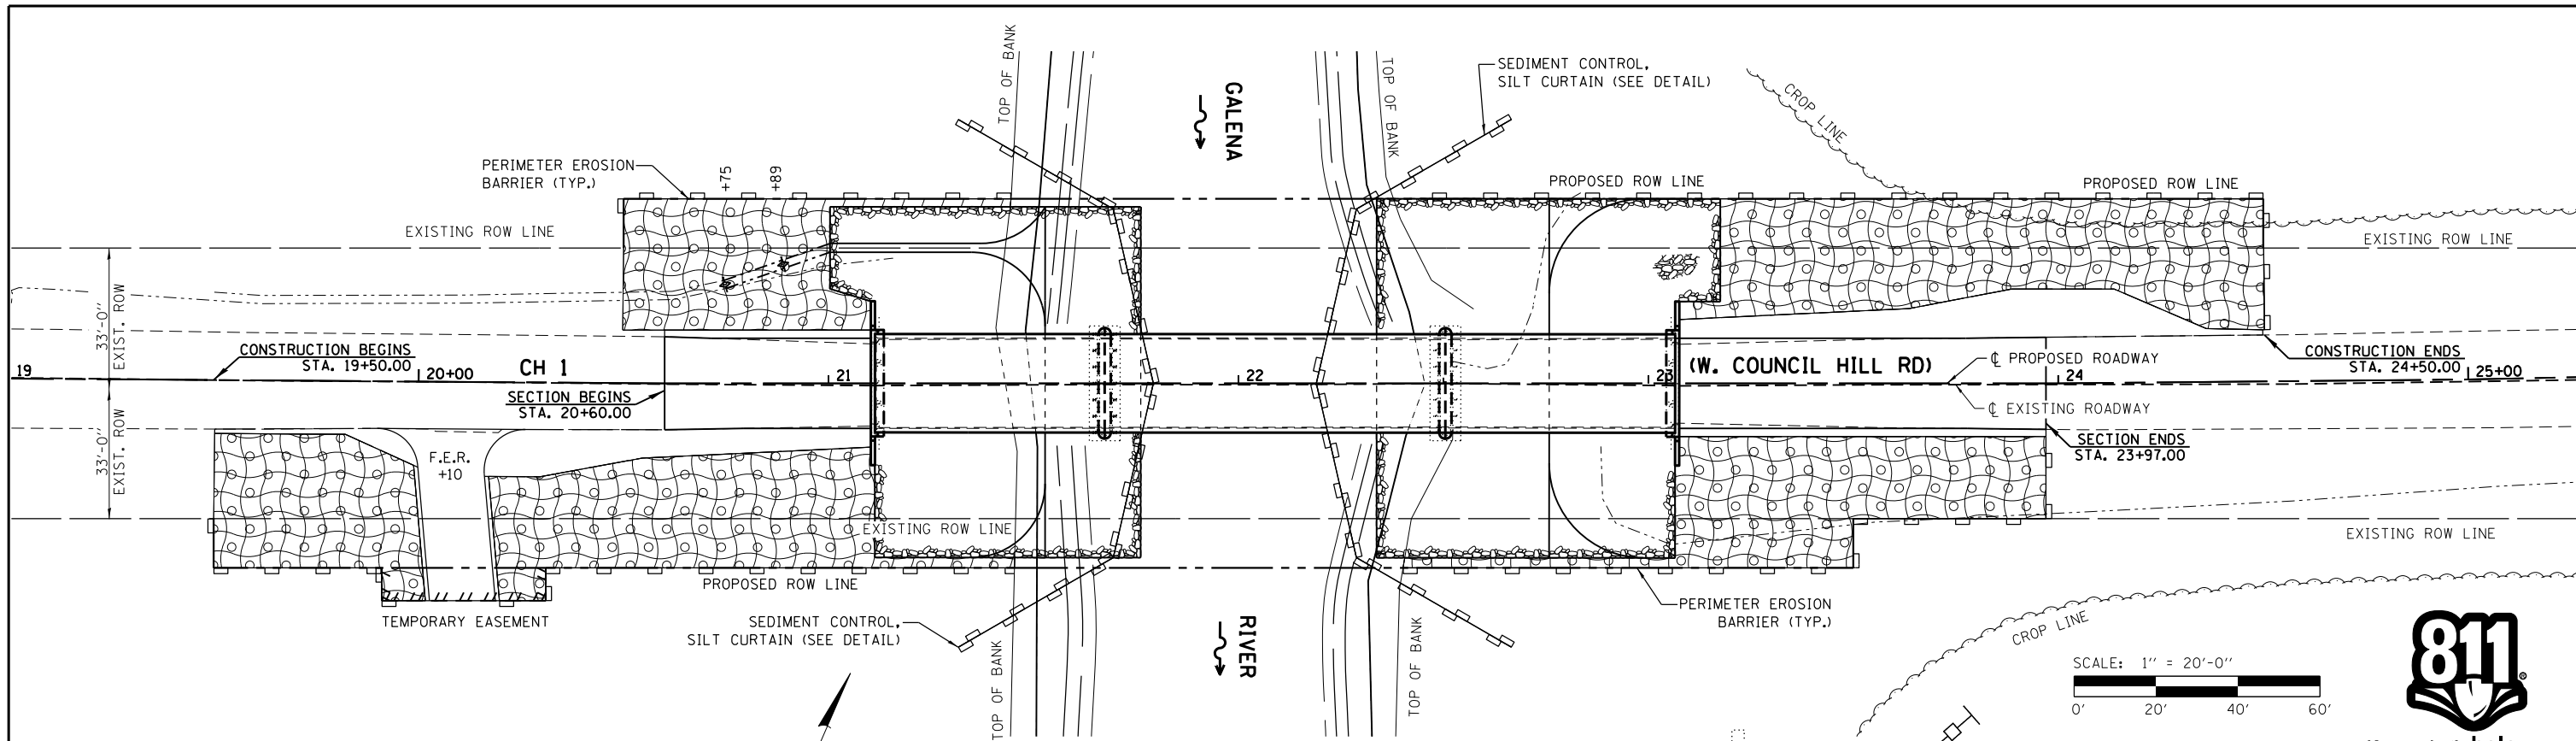 TOP OF BANK
GALENA
TOP OF BANK
SEDIMENT CONTROL,
SILT CURTAIN (SEE DETAIL)
CROP LINE
PERIMETER EROSION
BARRIER (TYP.)
+75
+89
PROPOSED ROW LINE
PROPOSED ROW LINE
EXISTING ROW LINE
EXISTING ROW LINE
33'-0"
EXIST. ROW
CONSTRUCTION BEGINS
STA. 19+50.00
CH 1
(W. COUNCIL HILL RD)
℄ PROPOSED ROADWAY
CONSTRUCTION ENDS
STA. 24+50.00
19
20+00
21
22
23
24
25+00
SECTION BEGINS
STA. 20+60.00
℄ EXISTING ROADWAY
33'-0"
EXIST. ROW
F.E.R.
+10
SECTION ENDS
STA. 23+97.00
EXISTING ROW LINE
EXISTING ROW LINE
PROPOSED ROW LINE
TEMPORARY EASEMENT
SEDIMENT CONTROL,
SILT CURTAIN (SEE DETAIL)
TOP OF BANK
RIVER
TOP OF BANK
PERIMETER EROSION
BARRIER (TYP.)
CROP LINE
SCALE: 1" = 20'-0"
0' 20' 40' 60'
811®